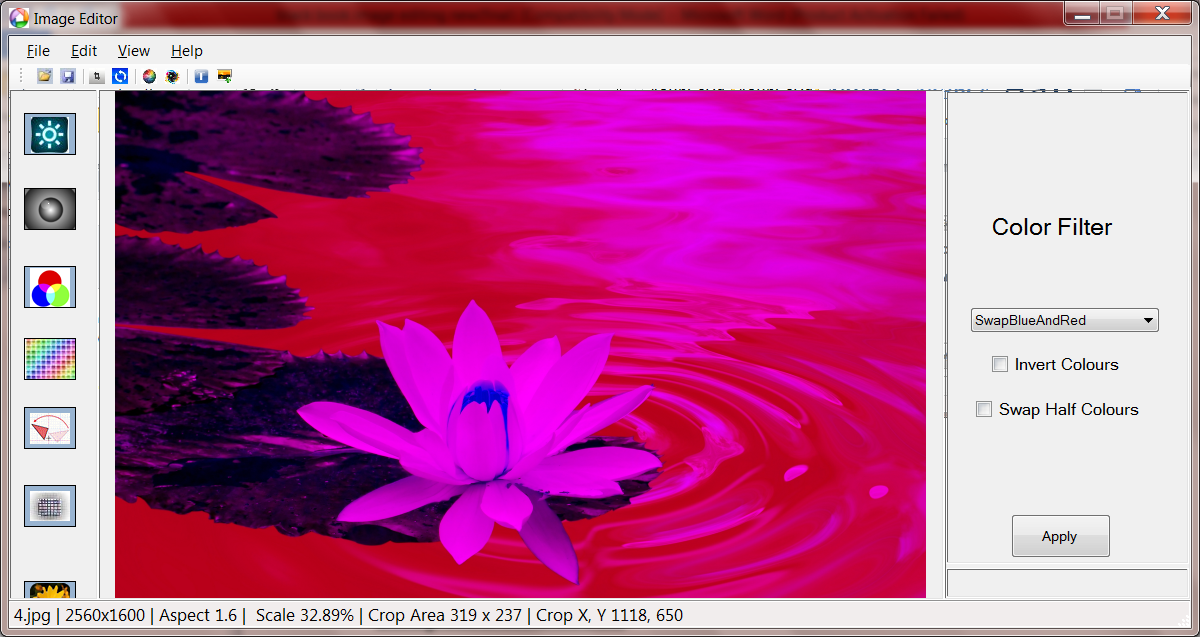 Image Editor
File Edit View Help
Color Filter
SwapBlueAndRed
Invert Colours
Swap Half Colours
Apply
4.jpg | 2560x1600 | Aspect 1.6 | Scale 32.89% | Crop Area 319 x 237 | Crop X, Y 1118, 650